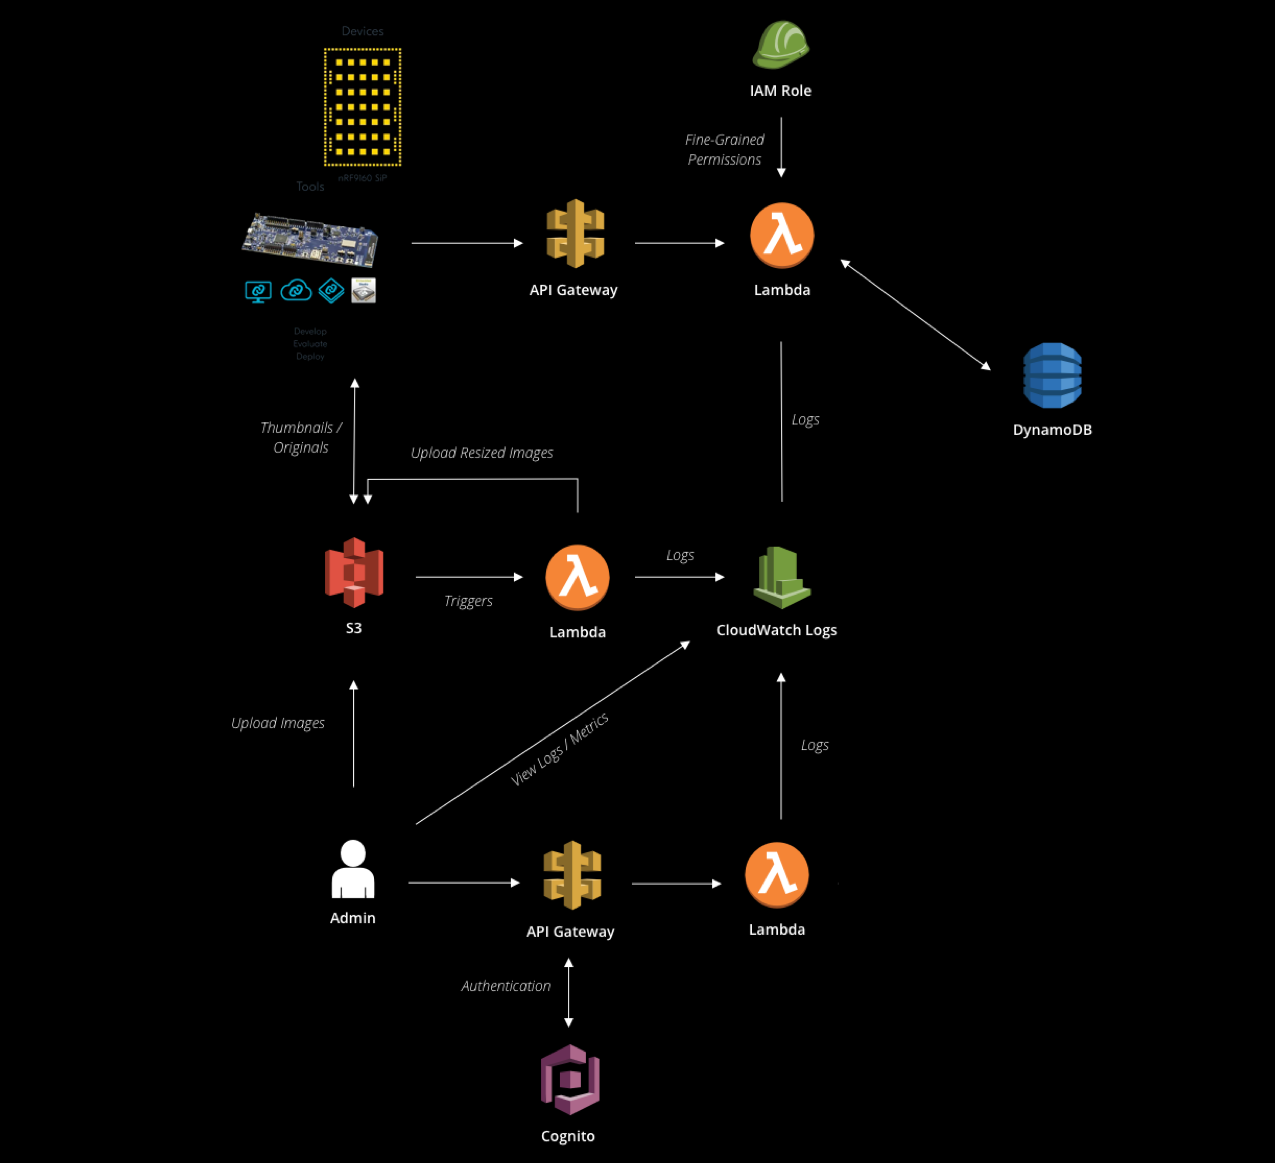 Devices
IAM Role
Fine-Grained
Permissions
nRF9160 SiP
Tools
API Gateway
Lambda
Develop
Evaluate
Deploy
DynamoDB
Thumbnails /
Originals
Logs
Upload Resized Images
Logs
Triggers
S3
Lambda
CloudWatch Logs
Upload Images
View Logs / Metrics
Logs
Admin
API Gateway
Lambda
Authentication
Cognito